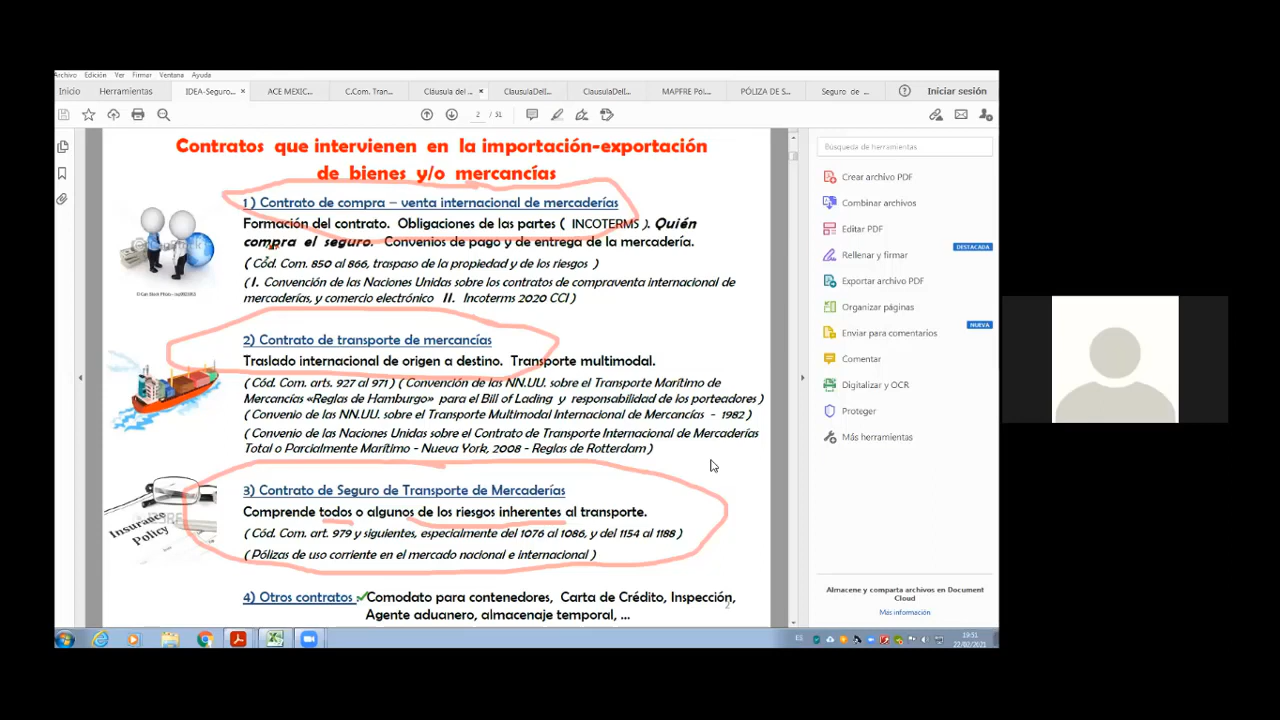 Archivo Edición Ver Firmar Ventana Ayuda
Inicio Herramientas IDEA-Seguro... ACE MEXIC... C.Com. Tran... Cláusula del ... ClausulaDell... ClausulaDell... MAPFRE Pol... PÓLIZA DE S... Seguro de ... Iniciar sesión
2 / 51
Contratos que intervienen en la importación-exportación
de bienes y/o mercancías
1 ) Contrato de compra – venta internacional de mercaderías
Formación del contrato. Obligaciones de las partes ( INCOTERMS ). Quién
compra el seguro. Convenios de pago y de entrega de la mercadería.
( Cód. Com. 850 al 866, traspaso de la propiedad y de los riesgos )
( I. Convención de las Naciones Unidas sobre los contratos de compraventa internacional de
mercaderías, y comercio electrónico II. Incoterms 2020 CCI )
2) Contrato de transporte de mercancías
Traslado internacional de origen a destino. Transporte multimodal.
( Cód. Com. arts. 927 al 971 ) ( Convención de las NN.UU. sobre el Transporte Marítimo de
Mercancías «Reglas de Hamburgo» para el Bill of Lading y responsabilidad de los porteadores )
( Convenio de las NN.UU. sobre el Transporte Multimodal Internacional de Mercancías - 1982 )
( Convenio de las Naciones Unidas sobre el Contrato de Transporte Internacional de Mercaderías
Total o Parcialmente Marítimo - Nueva York, 2008 - Reglas de Rotterdam )
Insurance
Policy
3) Contrato de Seguro de Transporte de Mercaderías
Comprende todos o algunos de los riesgos inherentes al transporte.
( Cód. Com. art. 979 y siguientes, especialmente del 1076 al 1086, y del 1154 al 1188 )
( Pólizas de uso corriente en el mercado nacional e internacional )
4) Otros contratos : Comodato para contenedores, Carta de Crédito, Inspección,
Agente aduanero, almacenaje temporal, ...
2
Búsqueda de herramientas
Crear archivo PDF
Combinar archivos
Editar PDF
DESTACADA
Rellenar y firmar
Exportar archivo PDF
Organizar páginas
NUEVA
Enviar para comentarios
Comentar
Digitalizar y OCR
Proteger
Más herramientas
Almacene y comparta archivos en Document
Cloud
Más información
ES
19:51
22/02/2021